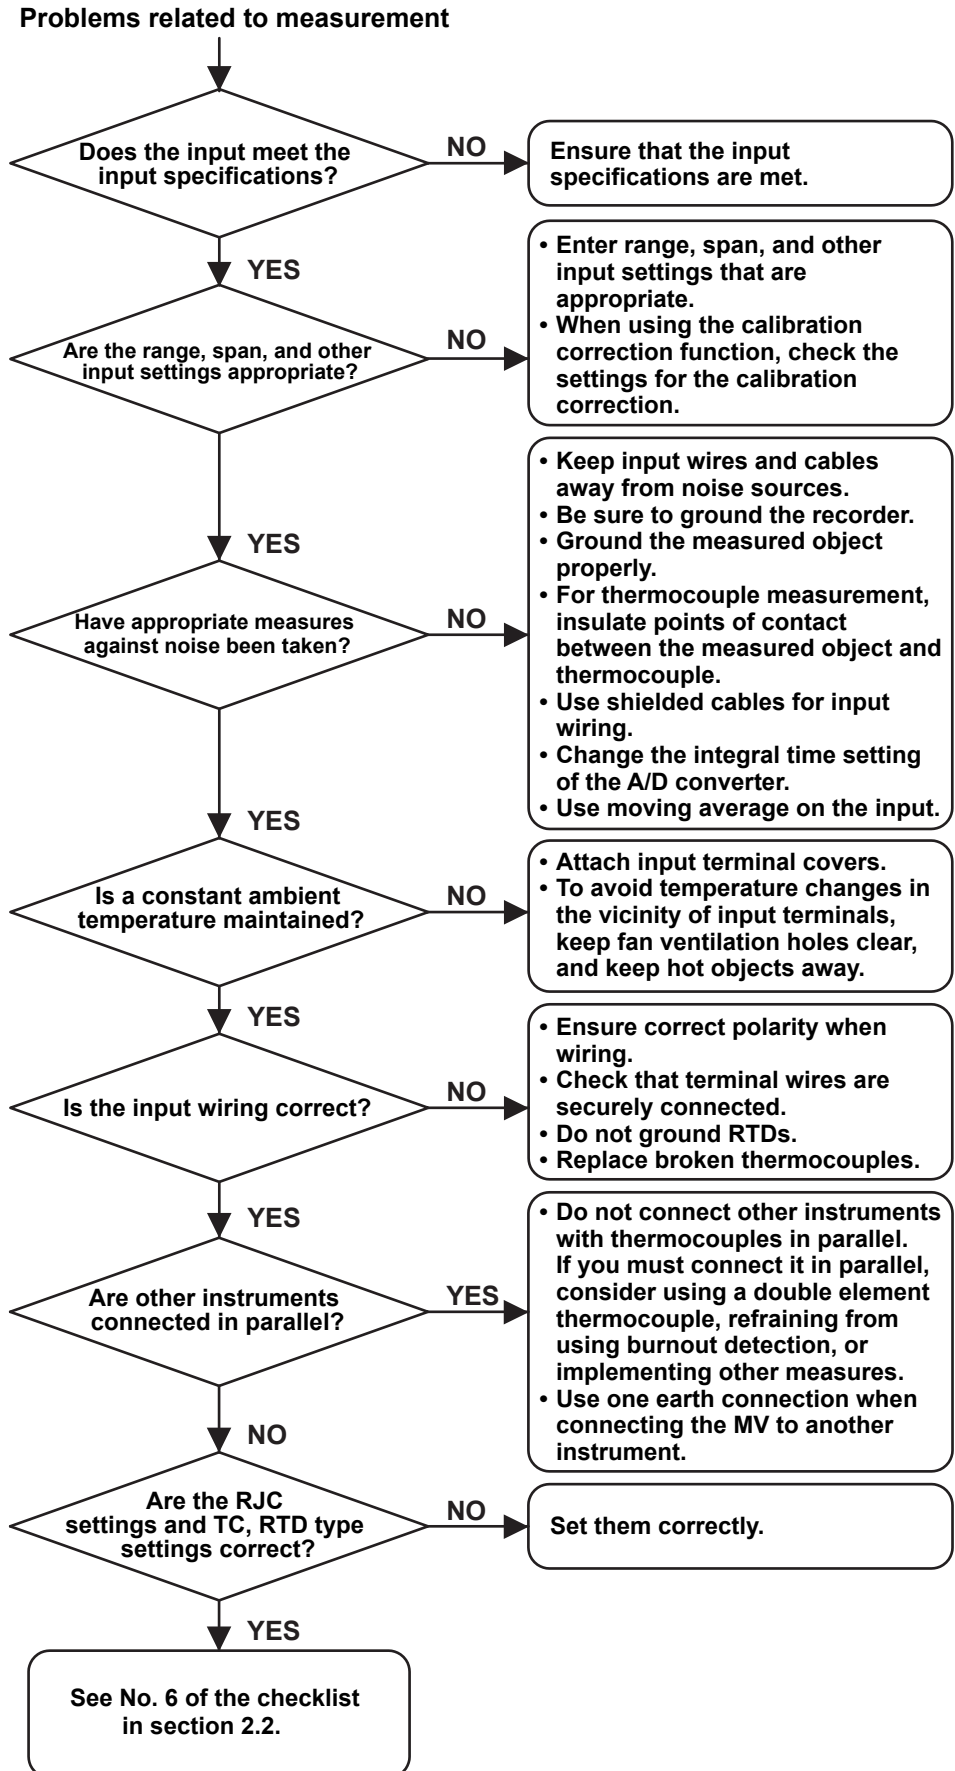 Problems related to measurement
Does the input meet the
input specifications?
NO
Ensure that the input
specifications are met.
YES
Are the range, span, and other
input settings appropriate?
NO
• Enter range, span, and other
input settings that are
appropriate.
• When using the calibration
correction function, check the
settings for the calibration
correction.
YES
Have appropriate measures
against noise been taken?
NO
• Keep input wires and cables
away from noise sources.
• Be sure to ground the recorder.
• Ground the measured object
properly.
• For thermocouple measurement,
insulate points of contact
between the measured object and
thermocouple.
• Use shielded cables for input
wiring.
• Change the integral time setting
of the A/D converter.
• Use moving average on the input.
YES
Is a constant ambient
temperature maintained?
NO
• Attach input terminal covers.
• To avoid temperature changes in
the vicinity of input terminals,
keep fan ventilation holes clear,
and keep hot objects away.
YES
Is the input wiring correct?
NO
• Ensure correct polarity when
wiring.
• Check that terminal wires are
securely connected.
• Do not ground RTDs.
• Replace broken thermocouples.
YES
Are other instruments
connected in parallel?
YES
• Do not connect other instruments
with thermocouples in parallel.
If you must connect it in parallel,
consider using a double element
thermocouple, refraining from
using burnout detection, or
implementing other measures.
• Use one earth connection when
connecting the MV to another
instrument.
NO
Are the RJC
settings and TC, RTD type
settings correct?
NO
Set them correctly.
YES
See No. 6 of the checklist
in section 2.2.